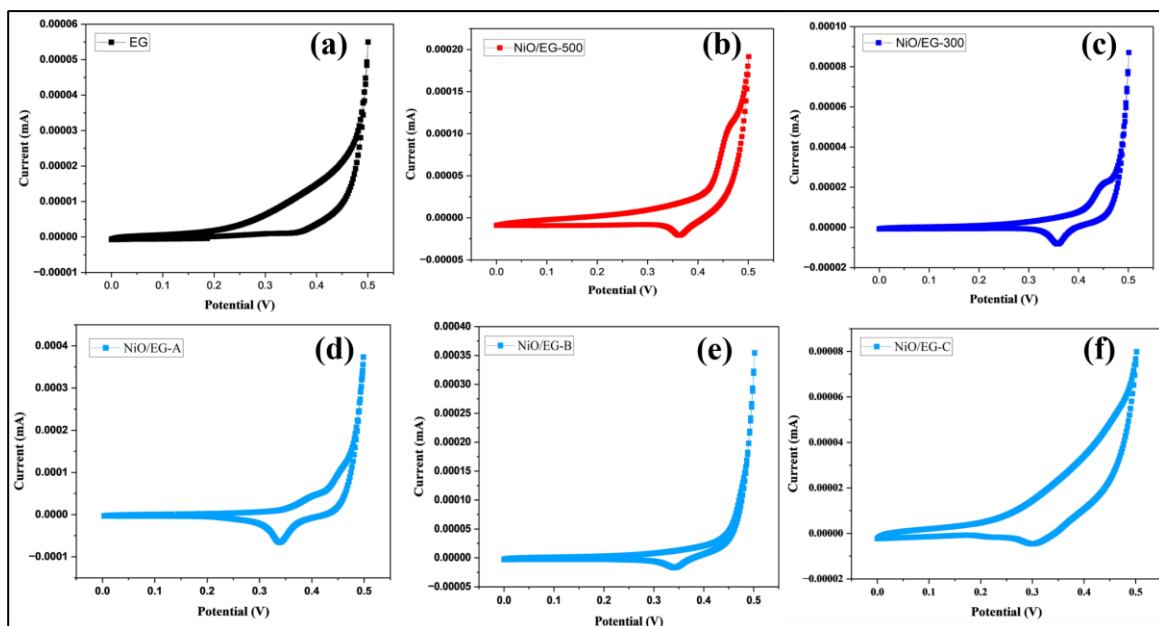 EG
(a)
0.00006
0.00005
0.00004
0.00003
0.00002
0.00001
0.00000
−0.00001
Current (mA)
0.0 0.1 0.2 0.3 0.4 0.5
Potential (V)
NiO/EG-500
(b)
0.00020
0.00015
0.00010
0.00005
0.00000
−0.00005
Current (mA)
0.0 0.1 0.2 0.3 0.4 0.5
Potential (V)
NiO/EG-300
(c)
0.00010
0.00008
0.00006
0.00004
0.00002
0.00000
−0.00002
Current (mA)
0.0 0.1 0.2 0.3 0.4 0.5
Potential (V)
NiO/EG-A
(d)
0.0004
0.0003
0.0002
0.0001
0.0000
−0.0001
Current (mA)
0.0 0.1 0.2 0.3 0.4 0.5
Potential (V)
NiO/EG-B
(e)
0.00040
0.00035
0.00030
0.00025
0.00020
0.00015
0.00010
0.00005
0.00000
−0.00005
Current (mA)
0.0 0.1 0.2 0.3 0.4 0.5
Potential (V)
NiO/EG-C
(f)
0.00008
0.00006
0.00004
0.00002
0.00000
−0.00002
Current (mA)
0.0 0.1 0.2 0.3 0.4 0.5
Potential (V)